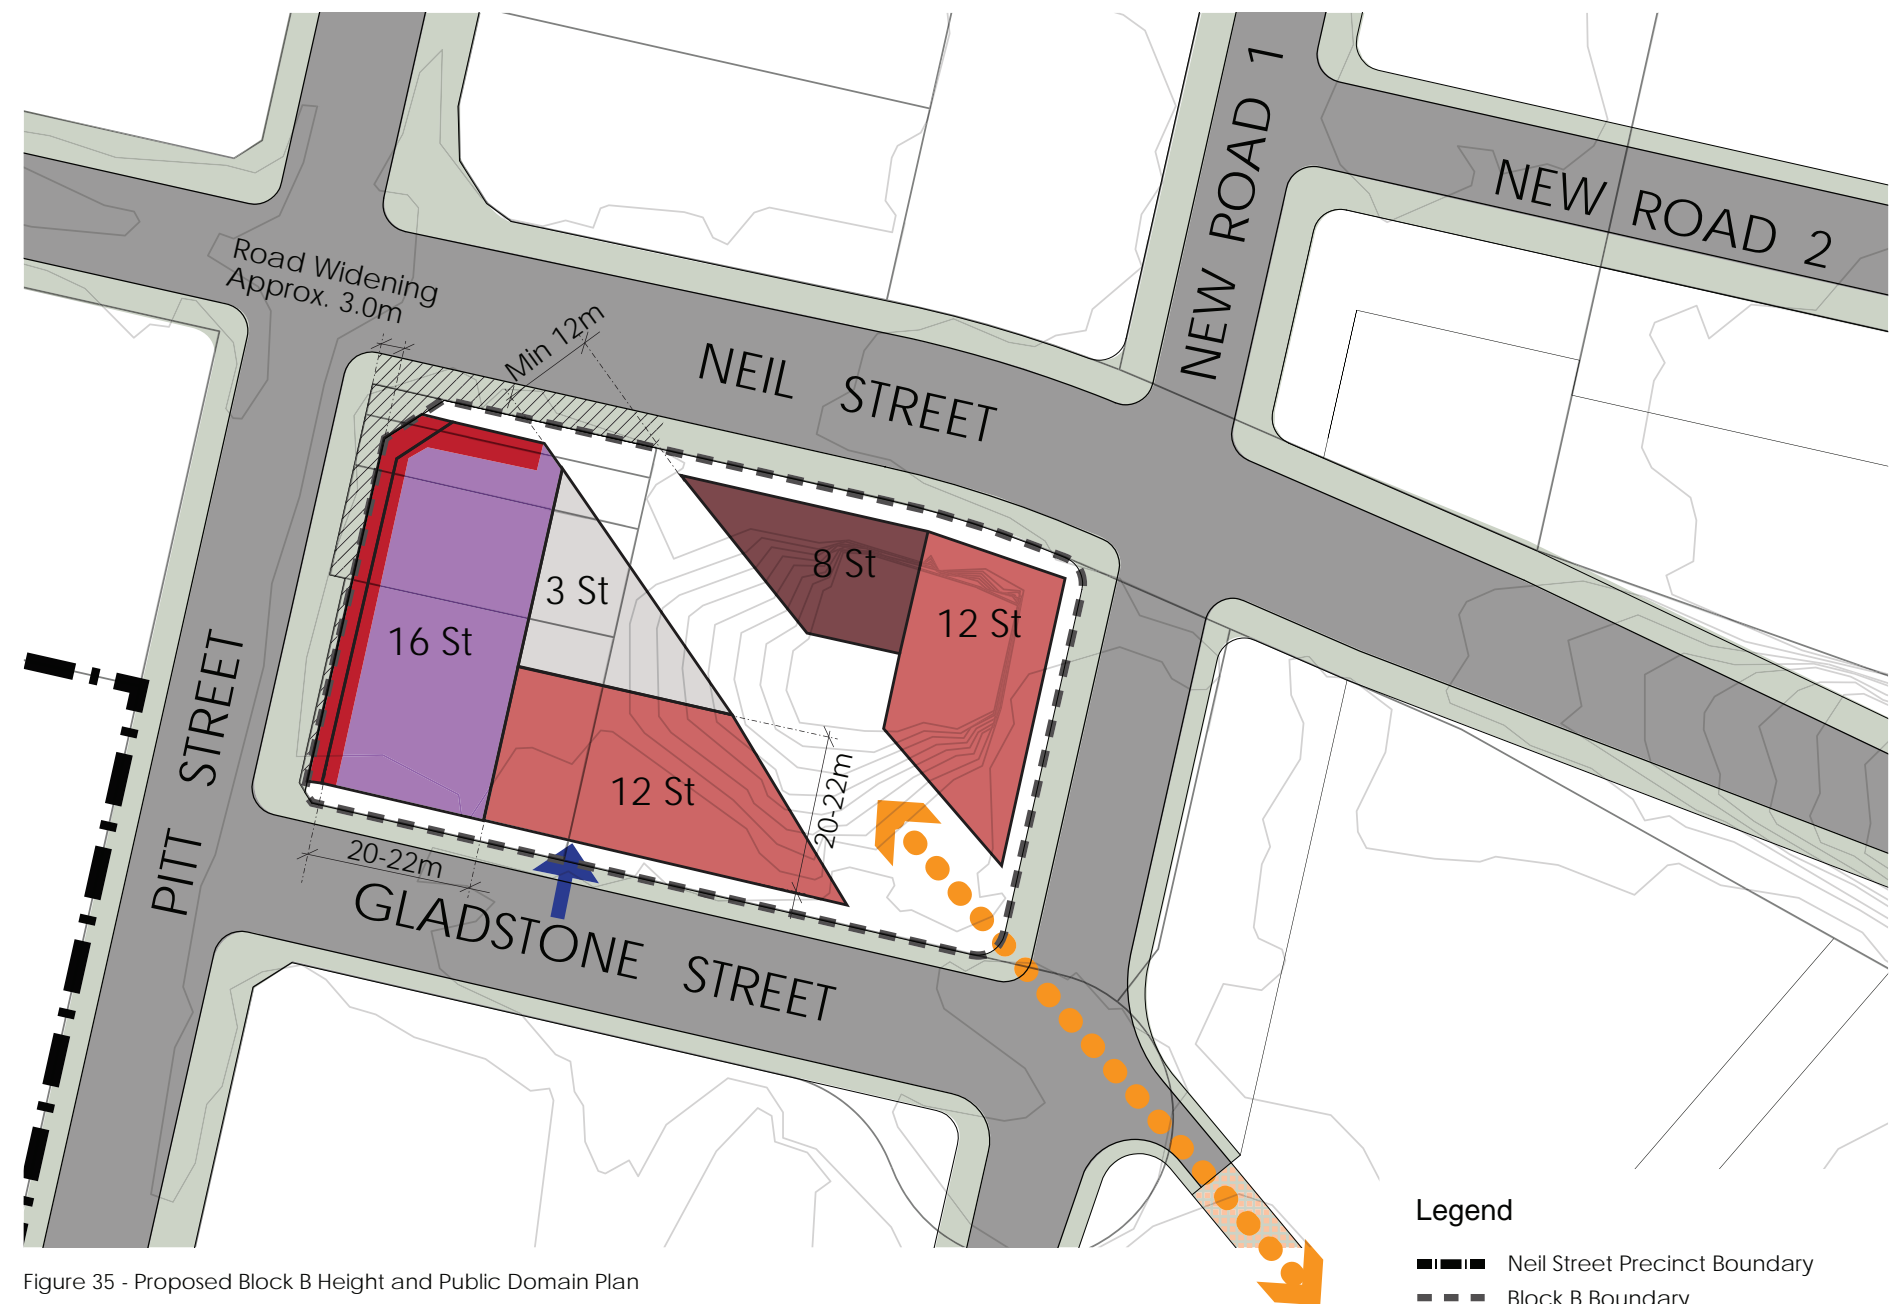 NEW ROAD 1
NEW ROAD 2
Road Widening
Approx. 3.0m
Min 12m
NEIL STREET
8 St
3 St
12 St
16 St
PITT STREET
12 St
20-22m
20-22m
GLADSTONE STREET
Legend
Neil Street Precinct Boundary
Block B Boundary
Figure 35 - Proposed Block B Height and Public Domain Plan